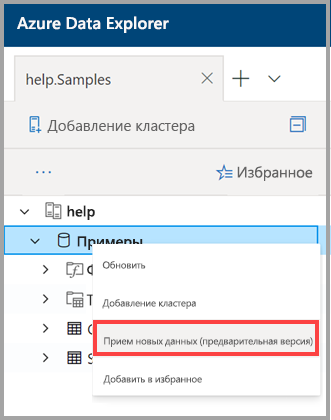 Azure Data Explorer
help.Samples
Добавление кластера
Избранное
help
Примеры
Обновить
Добавление кластера
Прием новых данных (предварительная версия)
Добавить в избранное